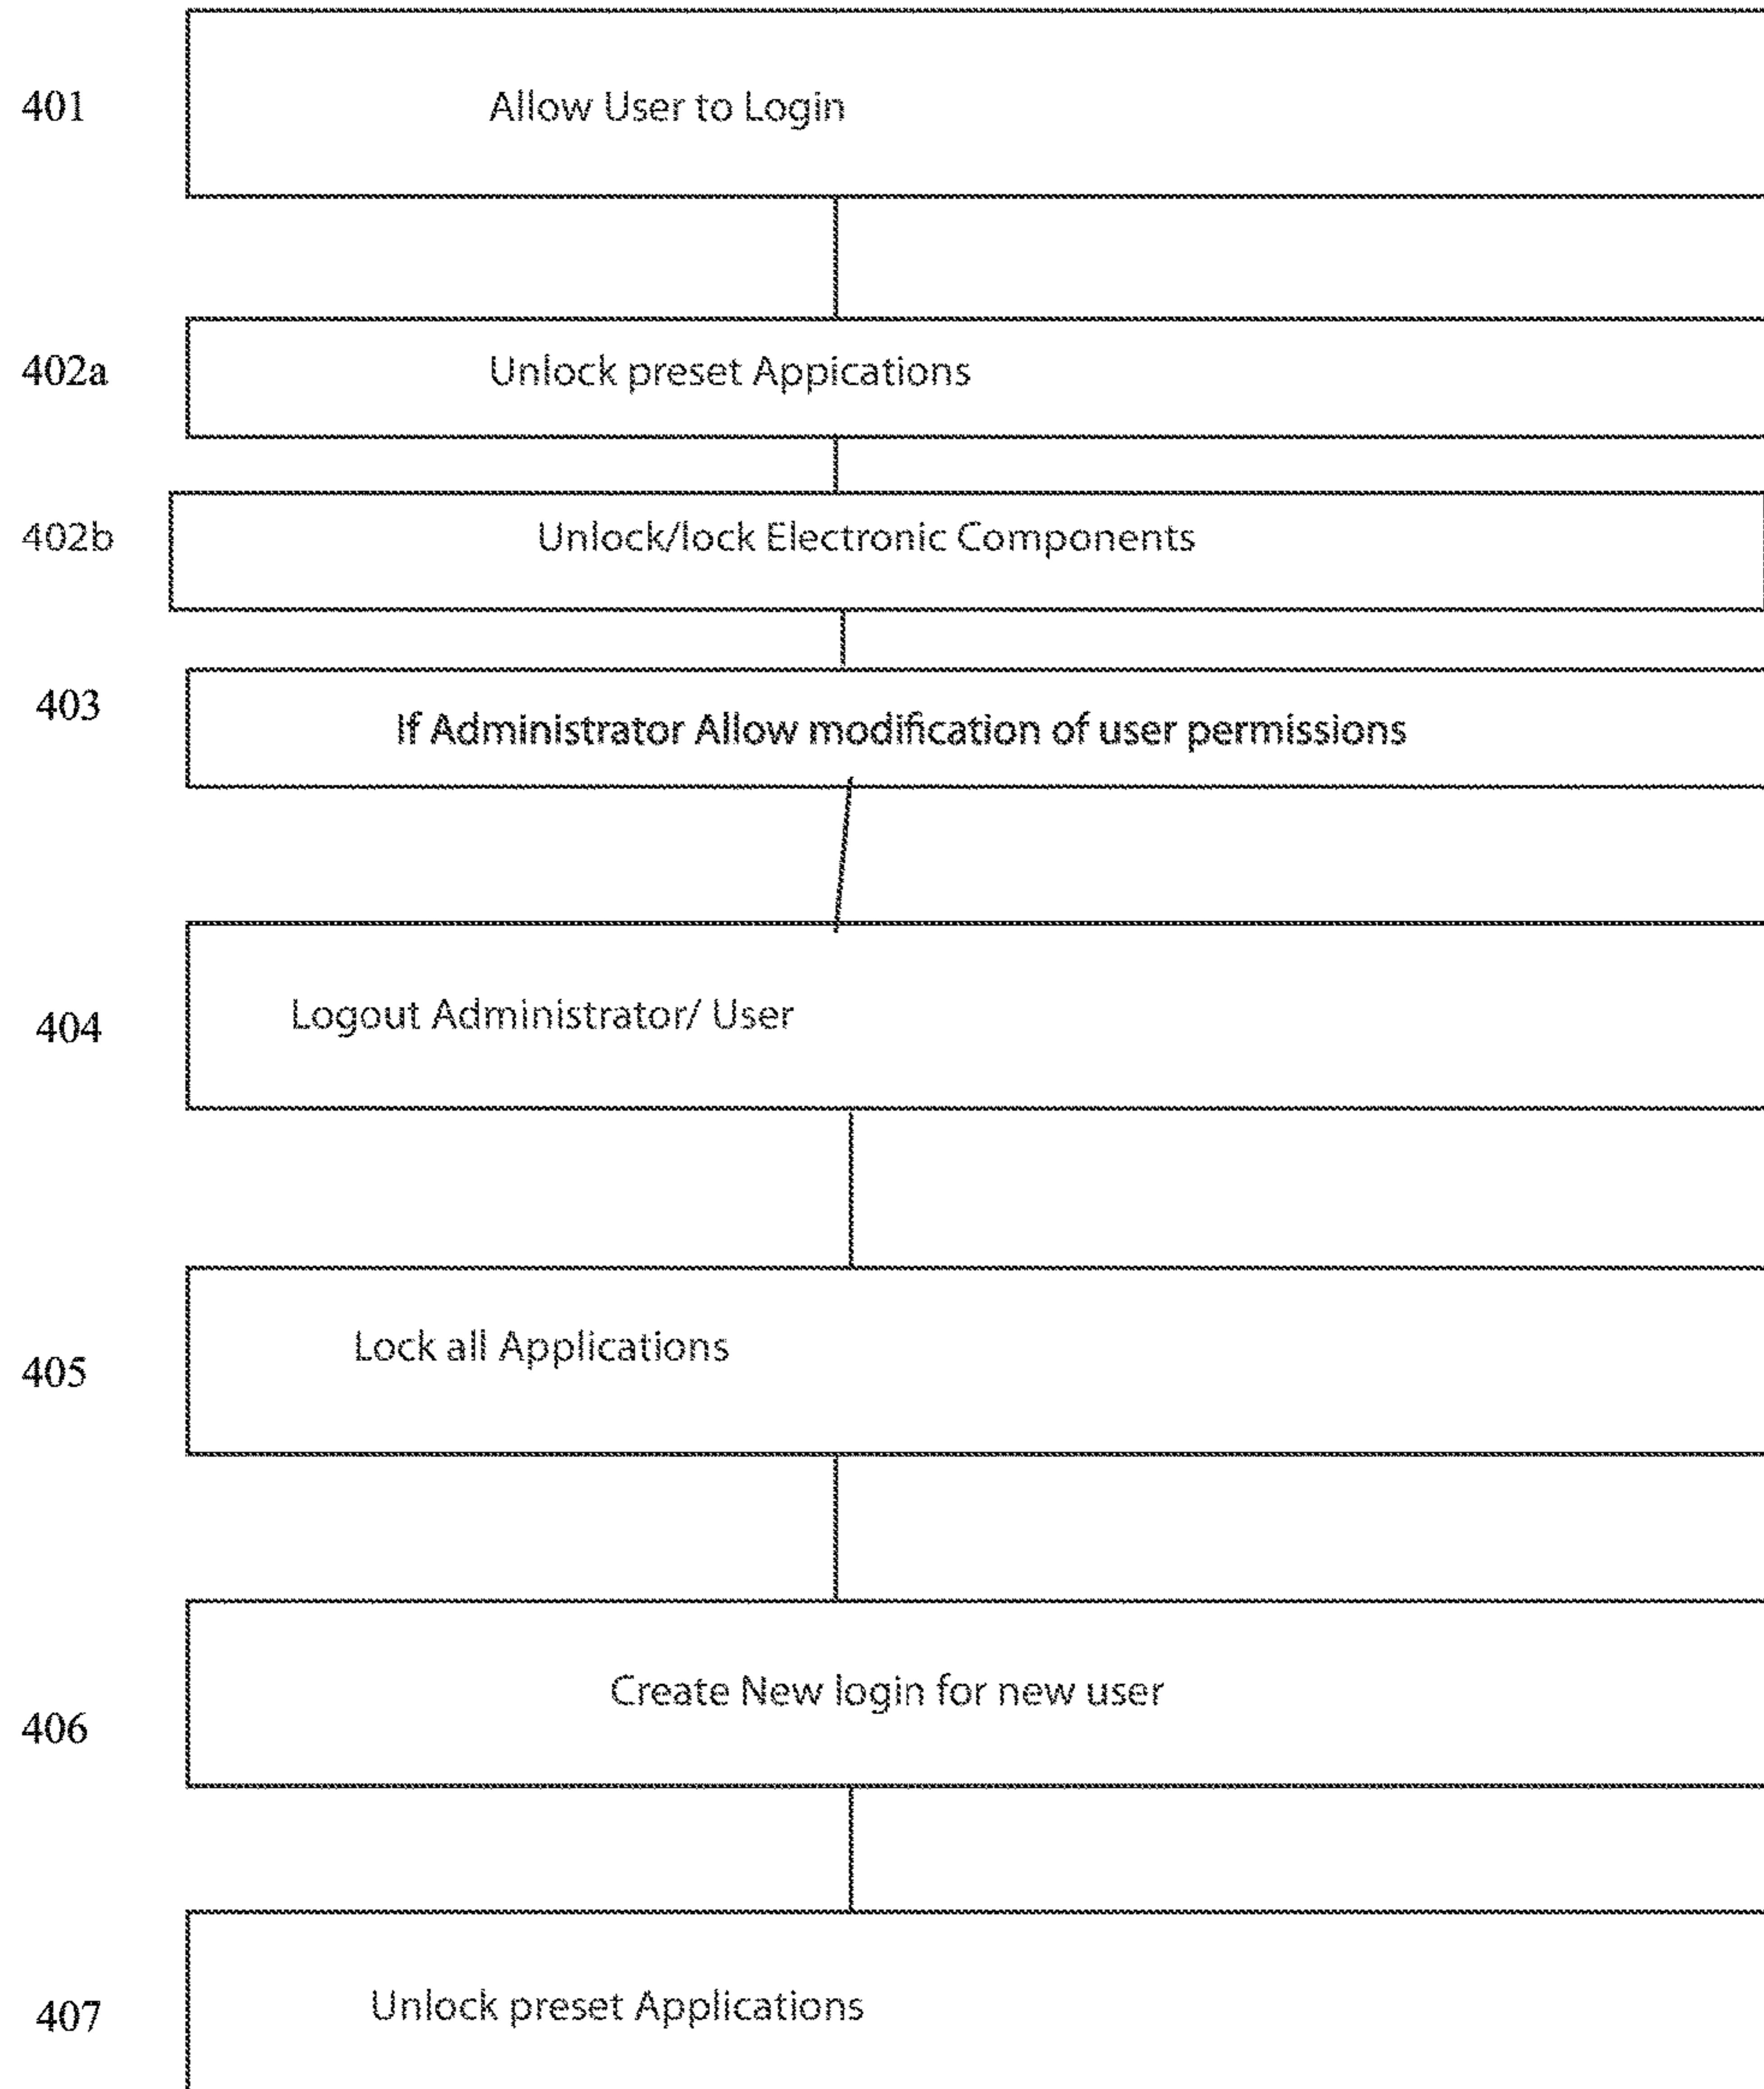 401 Allow User to Login
402a Unlock preset Appications
402b Unlock/lock Electronic Components
403 If Administrator Allow modification of user permissions
404 Logout Administrator/ User
405 Lock all Applications
406 Create New login for new user
407 Unlock preset Applications